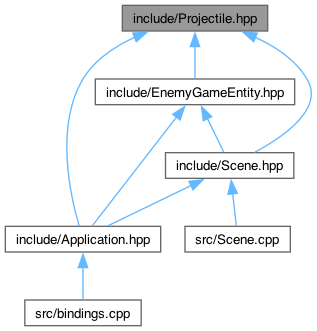 include/Projectile.hpp
include/EnemyGameEntity.hpp
include/Scene.hpp
include/Application.hpp
src/Scene.cpp
src/bindings.cpp